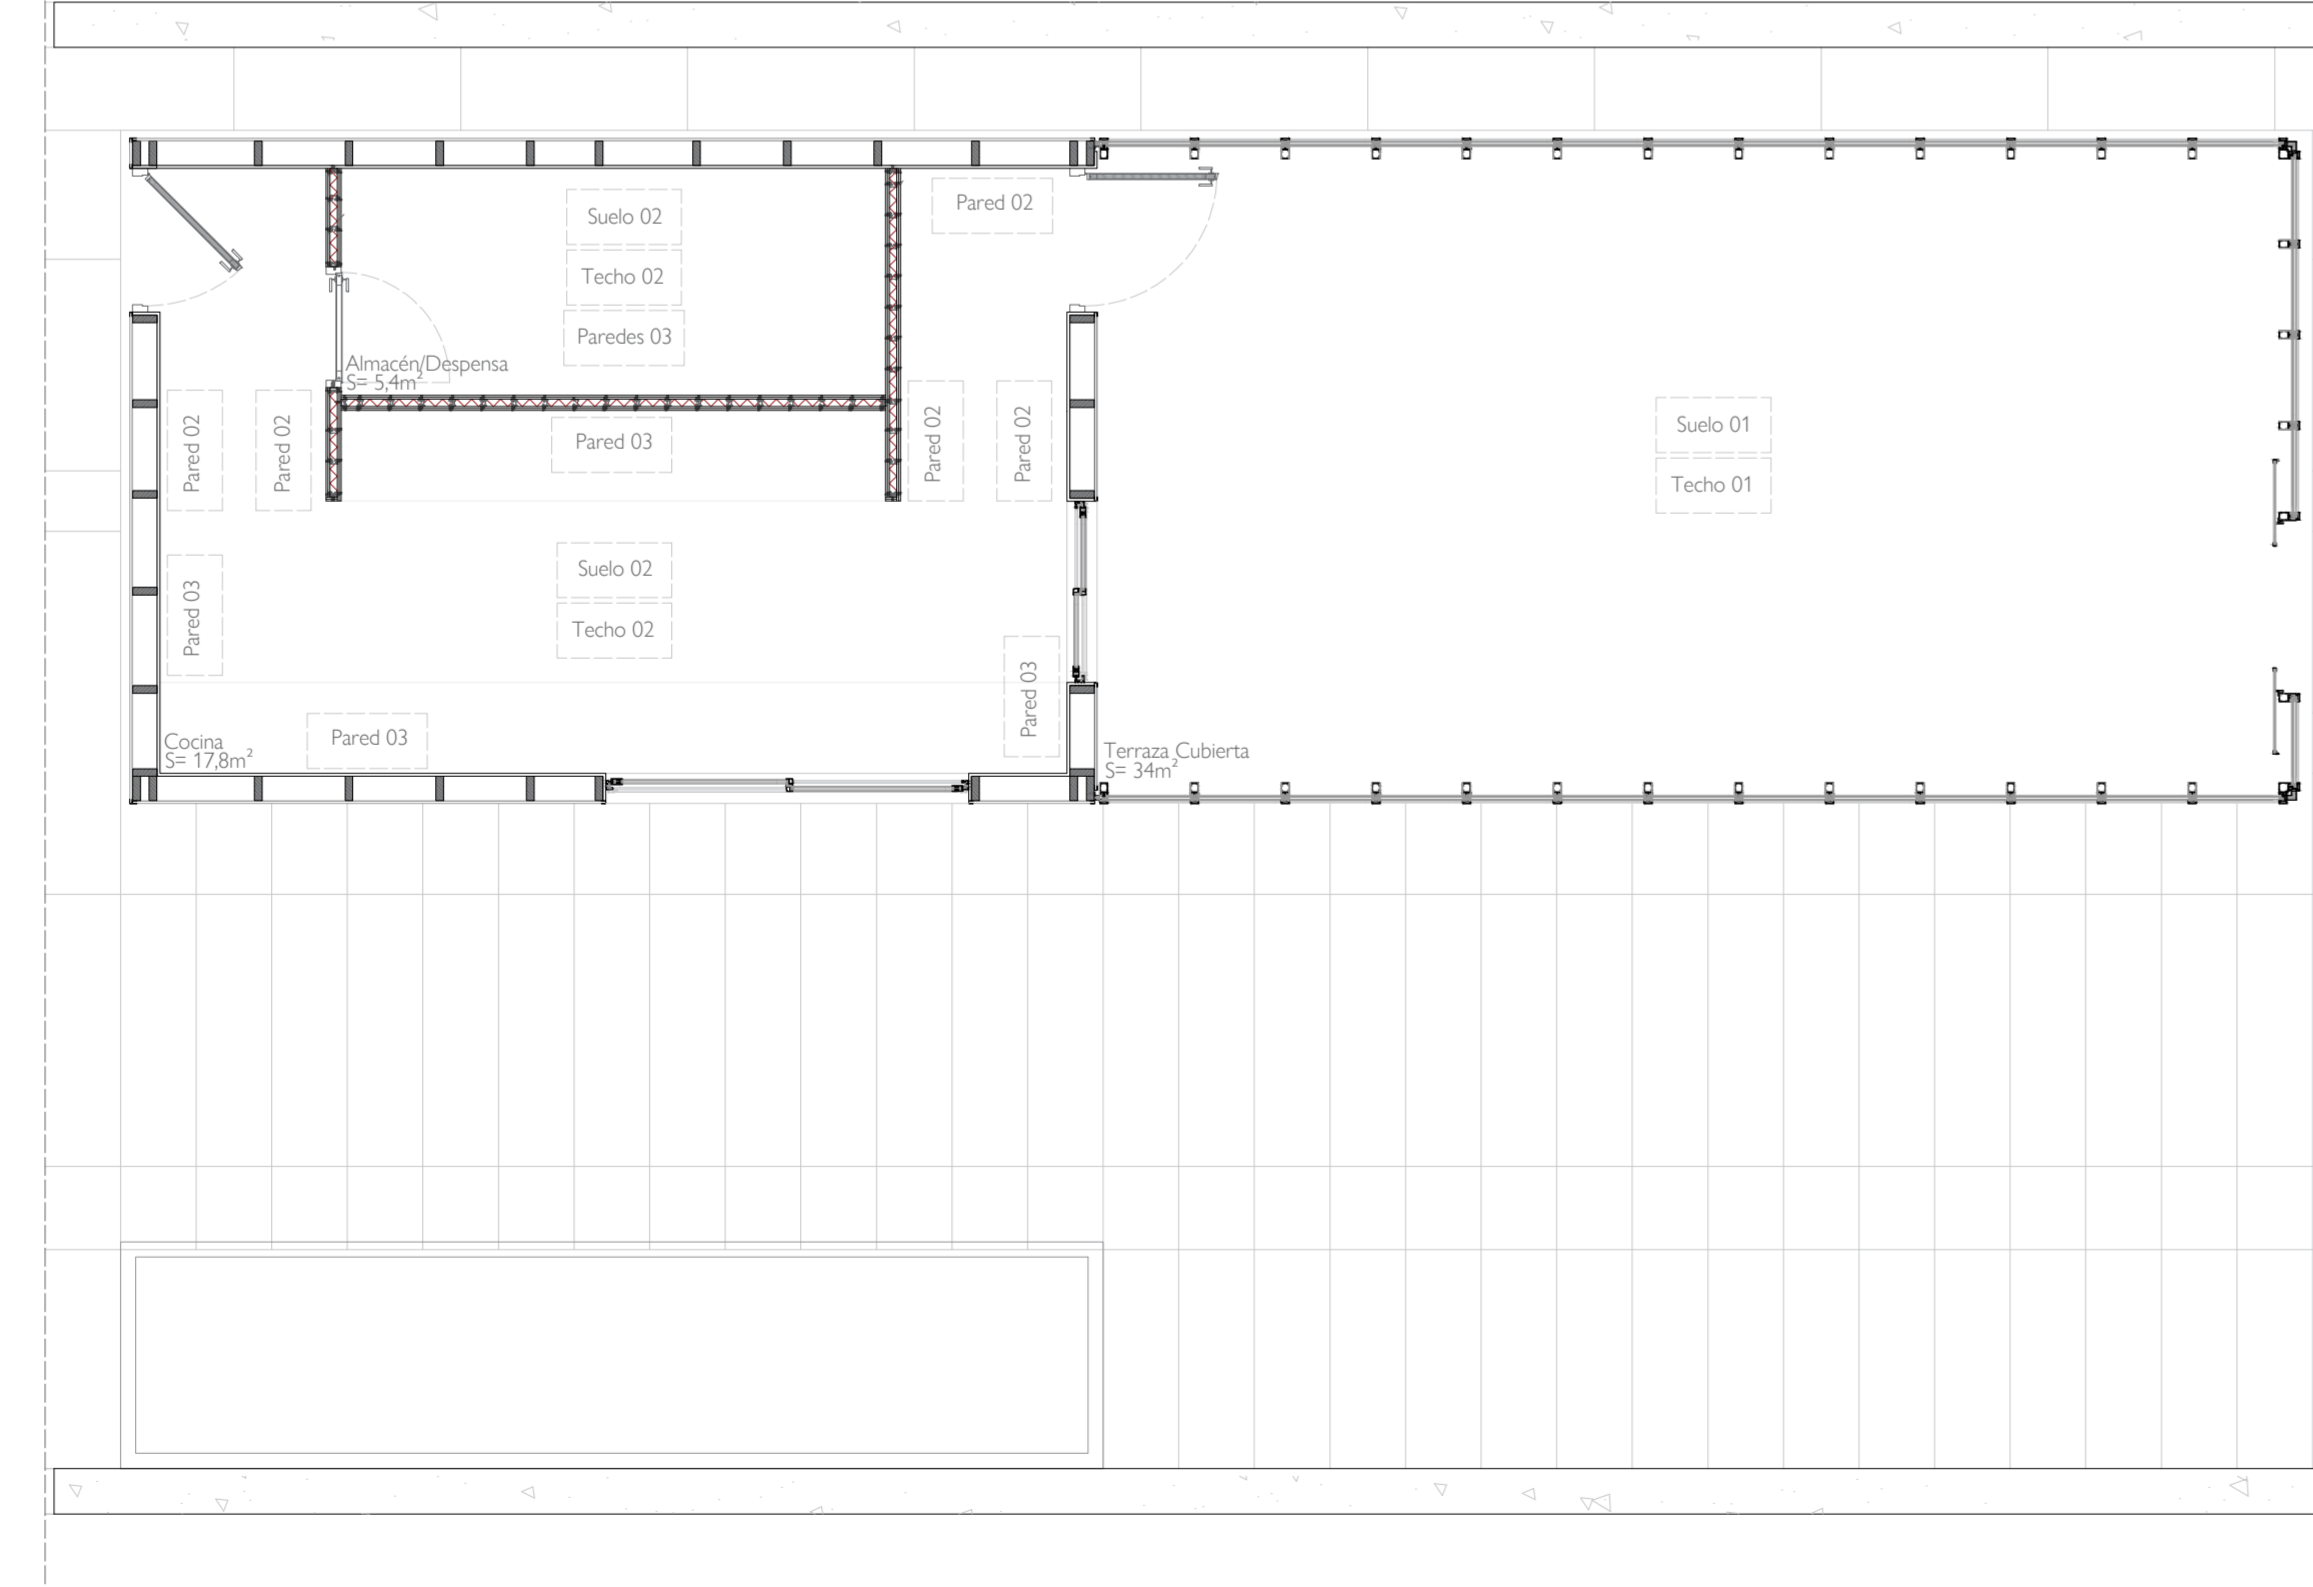 Pared 02
Suelo 02
Techo 02
Paredes 03
Almacén/Despensa
S= 5,4m²
Pared 02
Pared 02
Pared 03
Pared 02
Pared 02
Suelo 01
Techo 01
Suelo 02
Techo 02
Pared 03
Pared 03
Pared 03
Cocina
S= 17,8m²
Terraza Cubierta
S= 34m²